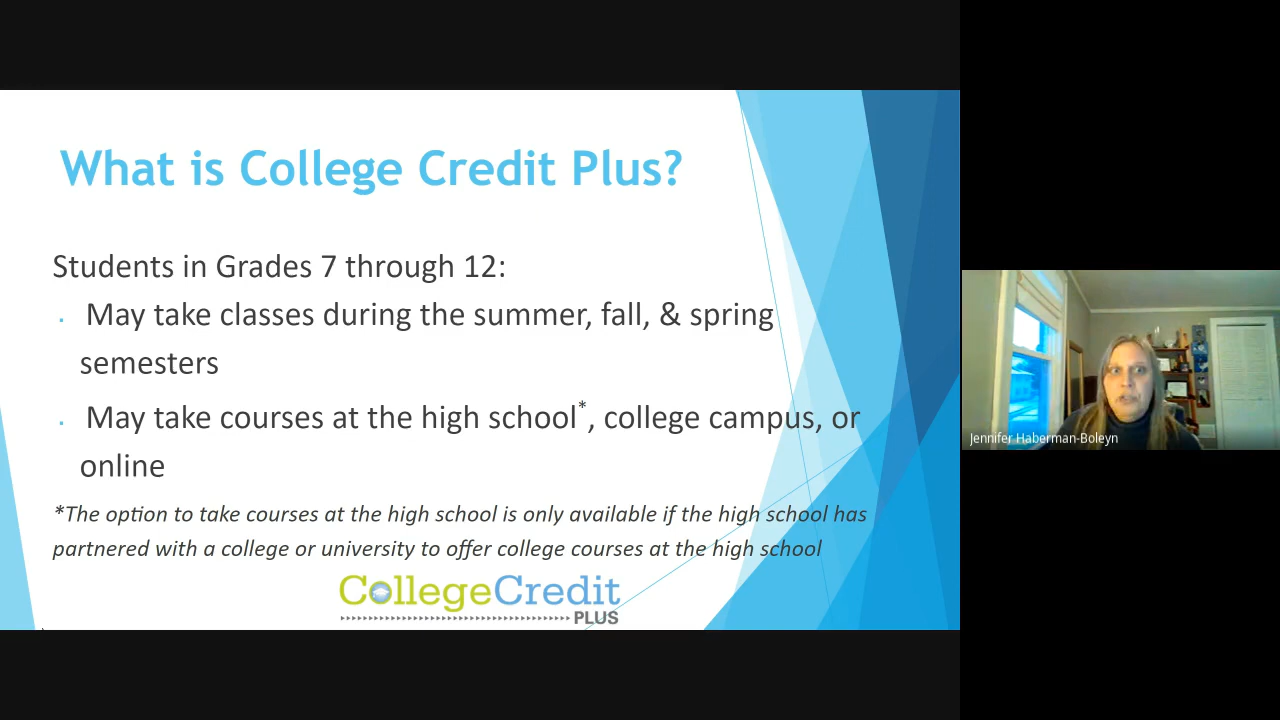 What is College Credit Plus?
Students in Grades 7 through 12:
May take classes during the summer, fall, & spring
semesters
May take courses at the high school*, college campus, or
online
*The option to take courses at the high school is only available if the high school has
partnered with a college or university to offer college courses at the high school
CollegeCredit
PLUS
Jennifer Haberman-Boleyn